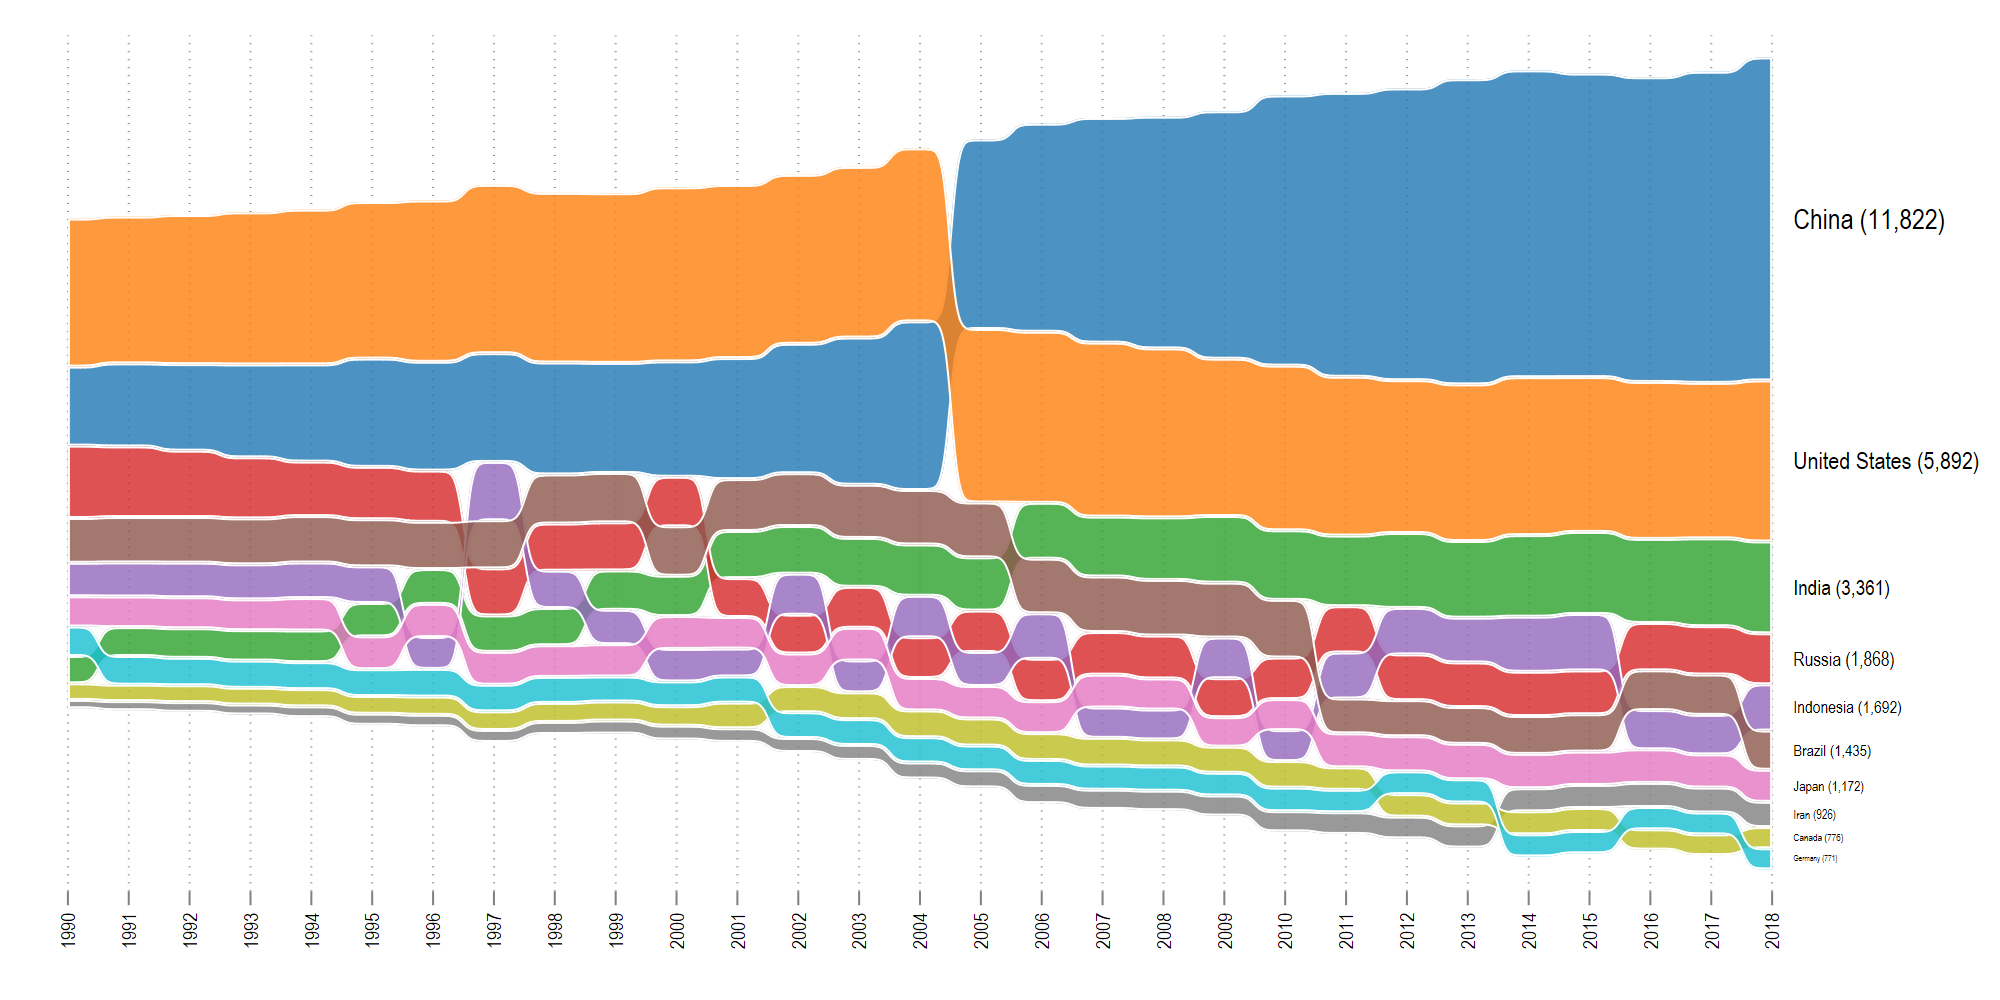 China (11,822)
United States (5,892)
India (3,361)
Russia (1,868)
Indonesia (1,692)
Brazil (1,435)
Japan (1,172)
Iran (926)
Canada (776)
Germany (771)
1990
1991
1992
1993
1994
1995
1996
1997
1998
1999
2000
2001
2002
2003
2004
2005
2006
2007
2008
2009
2010
2011
2012
2013
2014
2015
2016
2017
2018